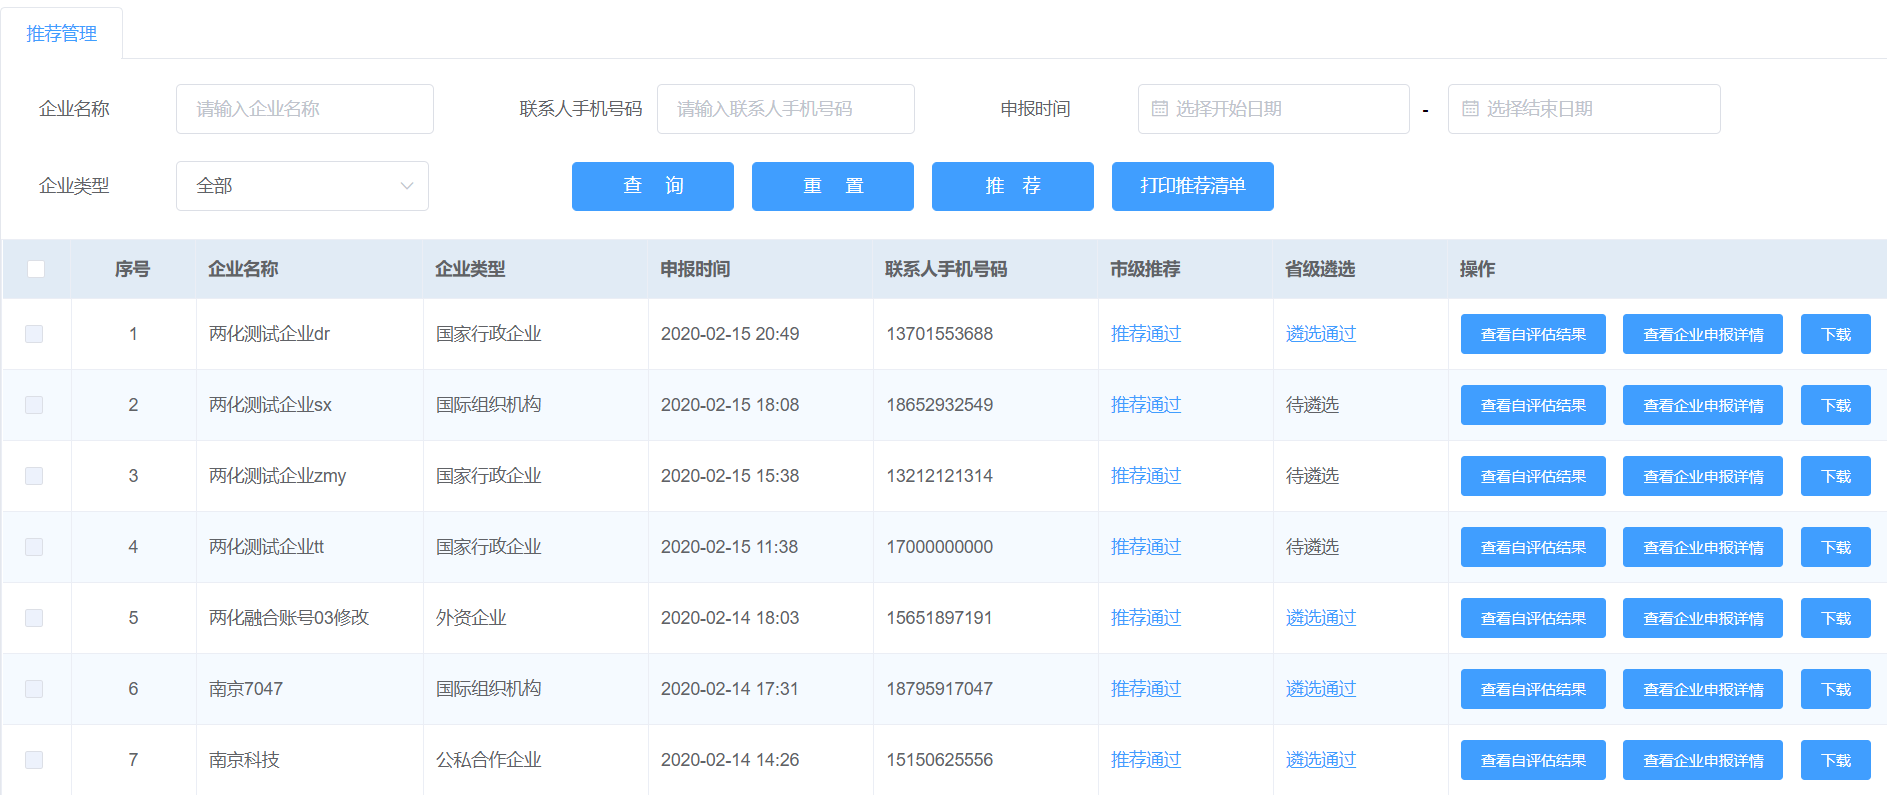 推荐管理
企业名称 请输入企业名称 联系人手机号码 请输入联系人手机号码 申报时间 选择开始日期 - 选择结束日期
企业类型 全部 查 询 重 置 推 荐 打印推荐清单
序号 企业名称 企业类型 申报时间 联系人手机号码 市级推荐 省级遴选 操作
1 两化测试企业dr 国家行政企业 2020-02-15 20:49 13701553688 推荐通过 遴选通过 查看自评估结果 查看企业申报详情 下载
2 两化测试企业sx 国际组织机构 2020-02-15 18:08 18652932549 推荐通过 待遴选 查看自评估结果 查看企业申报详情 下载
3 两化测试企业zmy 国家行政企业 2020-02-15 15:38 13212121314 推荐通过 待遴选 查看自评估结果 查看企业申报详情 下载
4 两化测试企业tt 国家行政企业 2020-02-15 11:38 17000000000 推荐通过 待遴选 查看自评估结果 查看企业申报详情 下载
5 两化融合账号03修改 外资企业 2020-02-14 18:03 15651897191 推荐通过 遴选通过 查看自评估结果 查看企业申报详情 下载
6 南京7047 国际组织机构 2020-02-14 17:31 18795917047 推荐通过 遴选通过 查看自评估结果 查看企业申报详情 下载
7 南京科技 公私合作企业 2020-02-14 14:26 15150625556 推荐通过 遴选通过 查看自评估结果 查看企业申报详情 下载